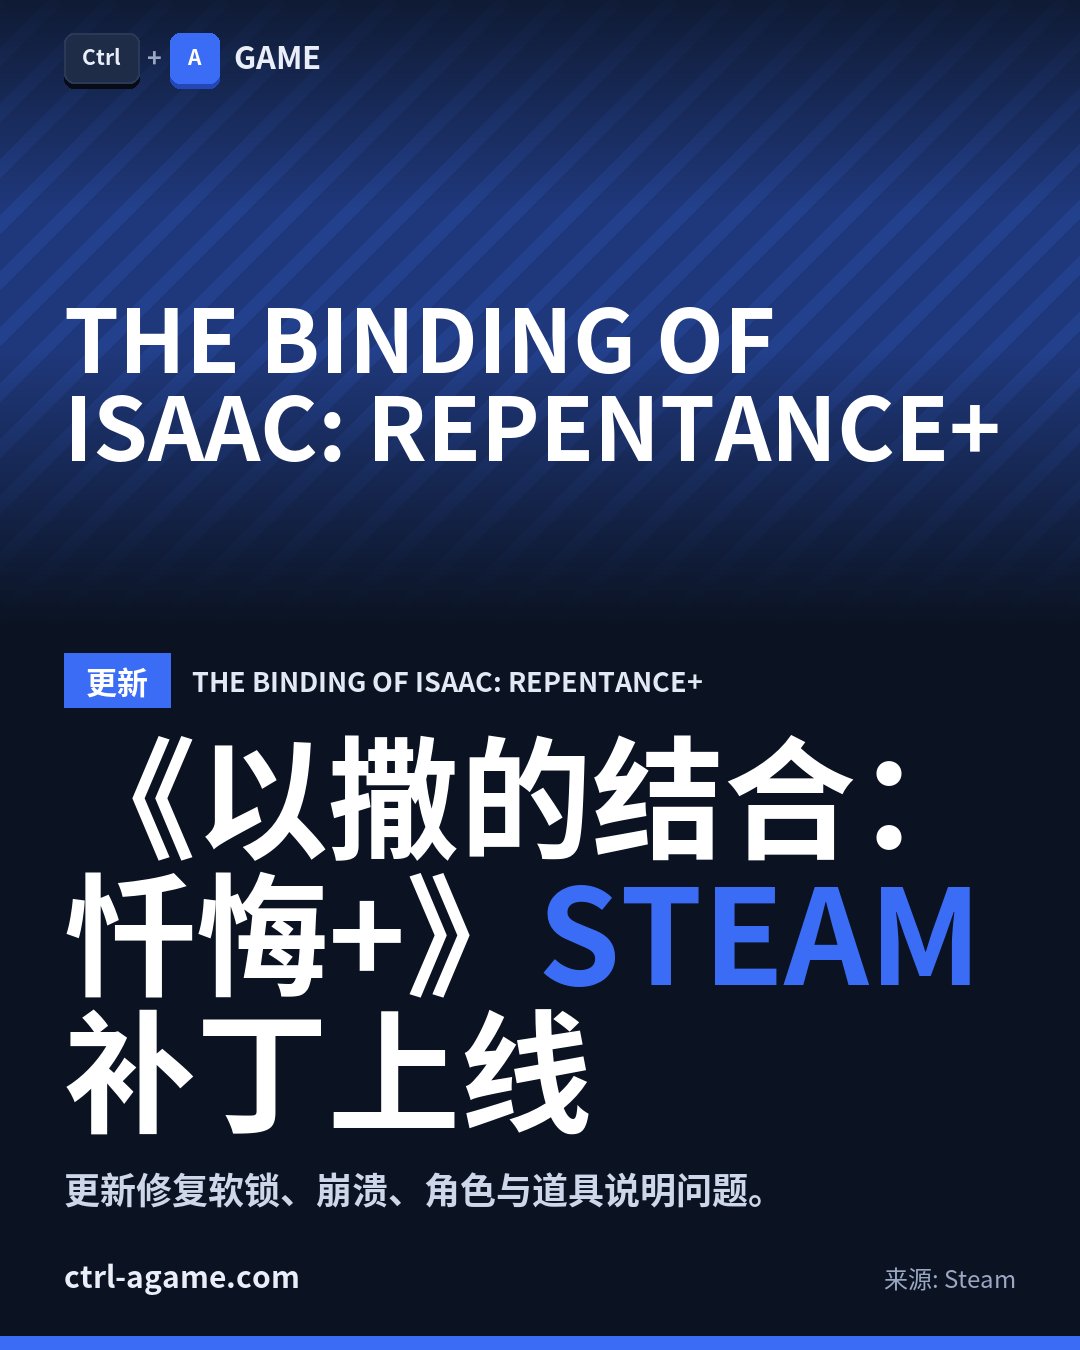 Ctrl + A GAME
THE BINDING OF
ISAAC: REPENTANCE+
更新 THE BINDING OF ISAAC: REPENTANCE+
《以撒的结合：
忏悔+》STEAM
补丁上线
更新修复软锁、崩溃、角色与道具说明问题。
ctrl-agame.com
来源: Steam